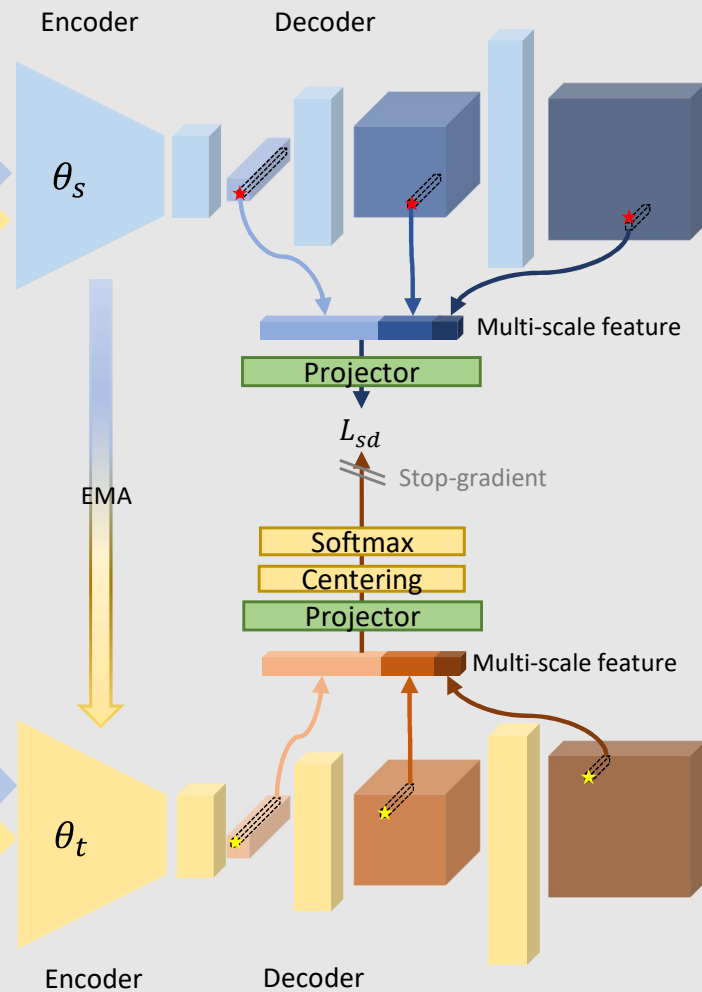 Encoder Decoder
θs
Multi-scale feature
Projector
Lsd
Stop-gradient
EMA
Softmax
Centering
Projector
Multi-scale feature
θt
Encoder Decoder